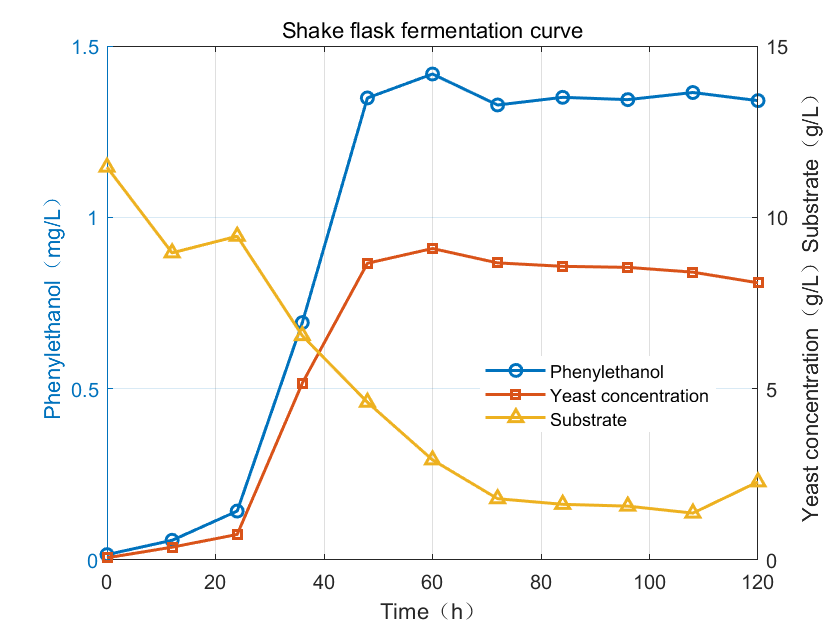 Shake flask fermentation curve
1.5
1
0.5
0
Phenylethanol（mg/L）
15
10
5
0
Yeast concentration（g/L）Substrate（g/L）
Phenylethanol
Yeast concentration
Substrate
0 20 40 60 80 100 120
Time（h）